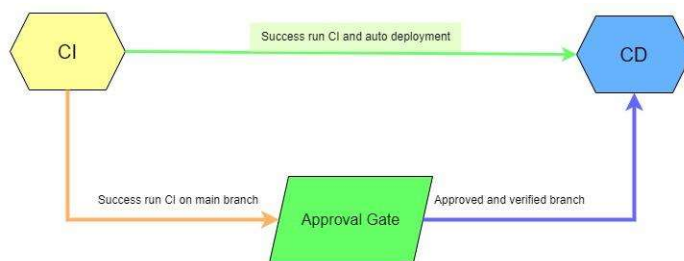 CI
Success run CI and auto deployment
CD
Success run CI on main branch
Approval Gate
Approved and verified branch